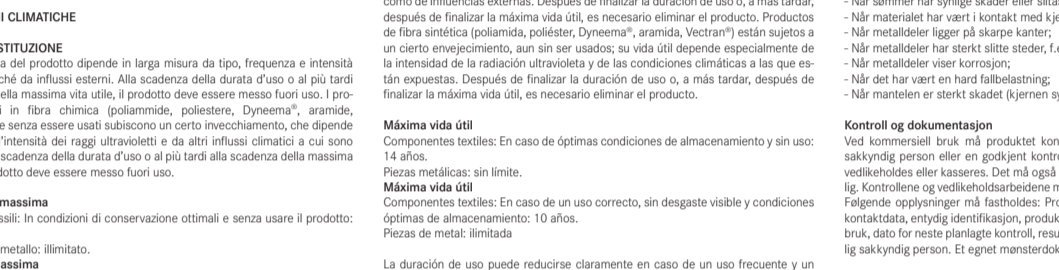 I CLIMATICHE
STITUZIONE
a del prodotto dipende in larga misura da tipo, frequenza e intensità
ché da influssi esterni. Alla scadenza della durata d'uso o al più tardi
ella massima vita utile, il prodotto deve essere messo fuori uso. I pro-
i in fibra chimica (poliammide, poliestere, Dyneema®, aramide,
e senza essere usati subiscono un certo invecchiamento, che dipende
l'intensità dei raggi ultravioletti e da altri influssi climatici a cui sono
scadenza della durata d'uso o al più tardi alla scadenza della massima
dotto deve essere messo fuori uso.
massima
ssili: In condizioni di conservazione ottimali e senza usare il prodotto:
metallo: illimitato.
assima
como de influencias externas. Después de finalizar la duración de uso o, a más tardar,
después de finalizar la máxima vida útil, es necesario eliminar el producto. Productos
de fibra sintética (poliamida, poliéster, Dyneema®, aramida, Vectran®) están sujetos a
un cierto envejecimiento, aun sin ser usados; su vida útil depende especialmente de
la intensidad de la radiación ultravioleta y de las condiciones climáticas a las que es-
tán expuestas. Después de finalizar la duración de uso o, a más tardar, después de
finalizar la máxima vida útil, es necesario eliminar el producto.
Máxima vida útil
Componentes textiles: En caso de óptimas condiciones de almacenamiento y sin uso:
14 años.
Piezas metálicas: sin límite.
Máxima vida útil
Componentes textiles: En caso de un uso correcto, sin desgaste visible y condiciones
óptimas de almacenamiento: 10 años.
Piezas de metal: ilimitada
La duración de uso puede reducirse claramente en caso de un uso frecuente y un
- Når sømmer har synlige skader eller slita
- Når materialet har vært i kontakt med kje
- Når metalldeler ligger på skarpe kanter;
- Når metalldeler har sterkt slitte steder, f.e
- Når metalldeler viser korrosjon;
- Når det har vært en hard fallbelastning;
- Når mantelen er sterkt skadet (kjernen sy
Kontroll og dokumentasjon
Ved kommersiell bruk må produktet kon
sakkyndig person eller en godkjent kontro
vedlikeholdes eller kasseres. Det må også
lig. Kontrollene og vedlikeholdsarbeidene m
Følgende opplysninger må fastholdes: Pro
kontaktdata, entydig identifikasjon, produk
bruk, dato for neste planlagte kontroll, resu
lig sakkyndig person. Et egnet mønsterdok